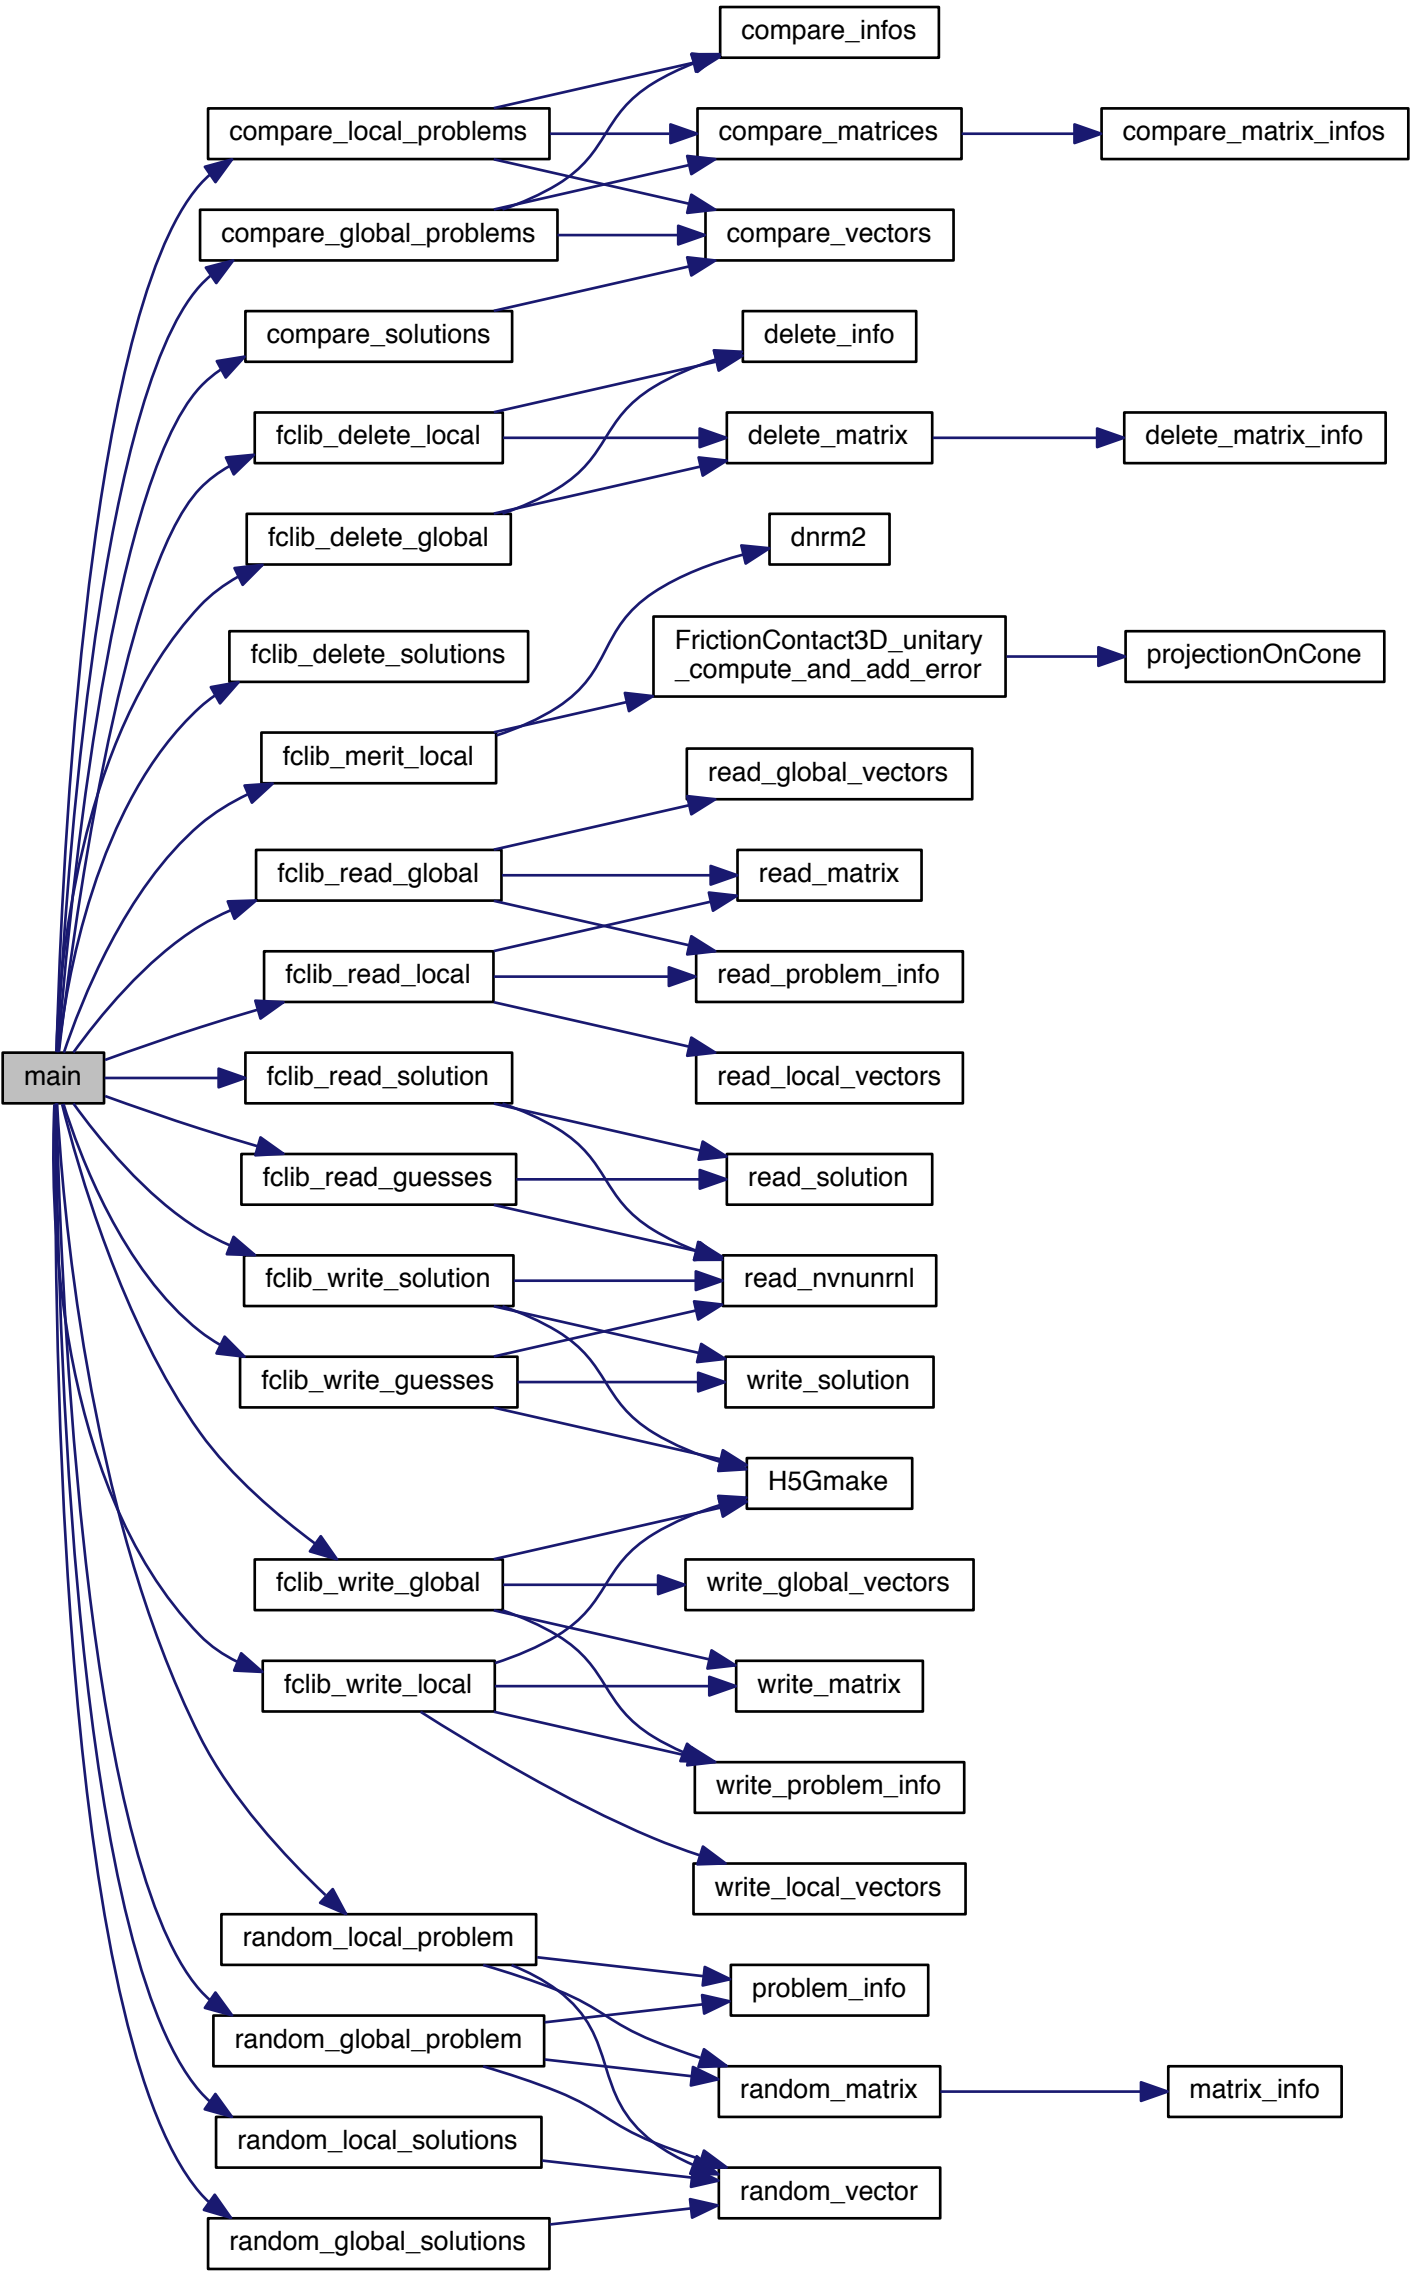 compare_infos
compare_local_problems
compare_matrices
compare_matrix_infos
compare_global_problems
compare_vectors
compare_solutions
delete_info
fclib_delete_local
delete_matrix
delete_matrix_info
fclib_delete_global
dnrm2
fclib_delete_solutions
FrictionContact3D_unitary
_compute_and_add_error
projectionOnCone
fclib_merit_local
read_global_vectors
fclib_read_global
read_matrix
fclib_read_local
read_problem_info
main
fclib_read_solution
read_local_vectors
fclib_read_guesses
read_solution
fclib_write_solution
read_nvnunrnl
fclib_write_guesses
write_solution
H5Gmake
fclib_write_global
write_global_vectors
fclib_write_local
write_matrix
write_problem_info
write_local_vectors
random_local_problem
problem_info
random_global_problem
random_matrix
matrix_info
random_local_solutions
random_vector
random_global_solutions